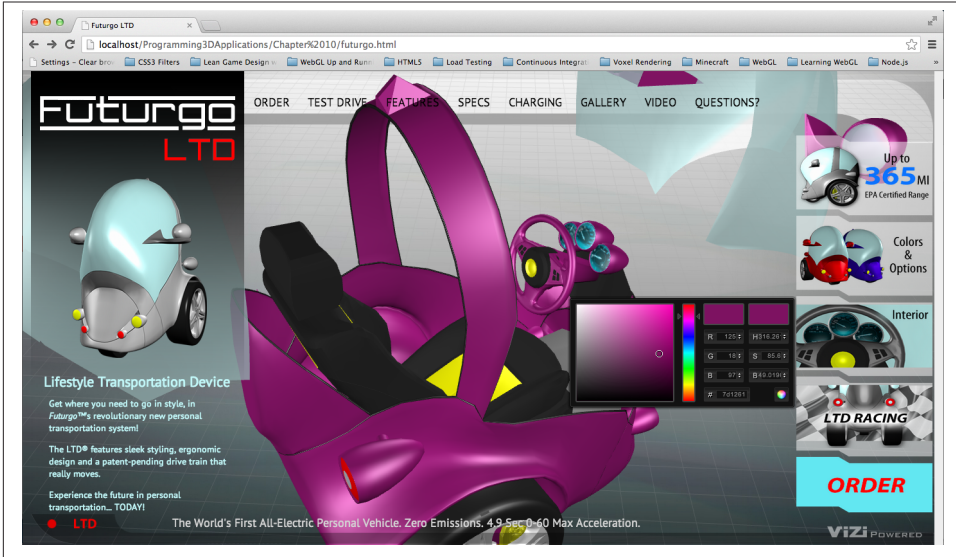 Futurgo LTD
localhost/Programming3DApplications/Chapter%2010/futurgo.html
Settings – Clear brow
CSS3 Filters
Lean Game Design w
WebGL Up and Runn
HTML5
Load Testing
Continuous Integrat
Voxel Rendering
Minecraft
WebGL
Learning WebGL
Node.js
»
Futurgo
LTD
ORDER
TEST DRIVE
FEATURES
SPECS
CHARGING
GALLERY
VIDEO
QUESTIONS?
Up to
365 MI
EPA Certified Range
Colors
&
Options
Interior
LTD RACING
ORDER
R 125 H 316.26
G 18 S 85.6
B 97 B 49.0196
# 7d1261
Lifestyle Transportation Device
Get where you need to go in style, in
Futurgo™'s revolutionary new personal
transportation system!
The LTD® features sleek styling, ergonomic
design and a patent-pending drive train that
really moves.
Experience the future in personal
transportation... TODAY!
LTD
The World's First All-Electric Personal Vehicle. Zero Emissions. 4.9 Sec 0-60 Max Acceleration.
ViZi POWERED